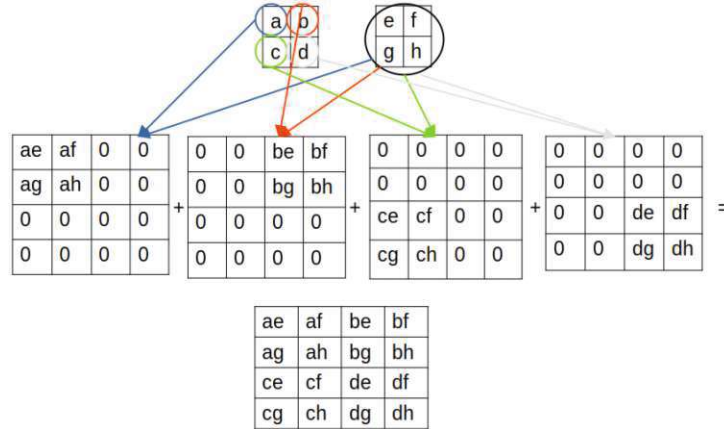 a b e f
c d g h
ae af 0 0 0 0 be bf 0 0 0 0 0 0 0 0
ag ah 0 0 0 0 bg bh 0 0 0 0 0 0 0 0
+ + + =
0 0 0 0 0 0 0 0 ce cf 0 0 0 0 de df
0 0 0 0 0 0 0 0 cg ch 0 0 0 0 dg dh
ae af be bf
ag ah bg bh
ce cf de df
cg ch dg dh